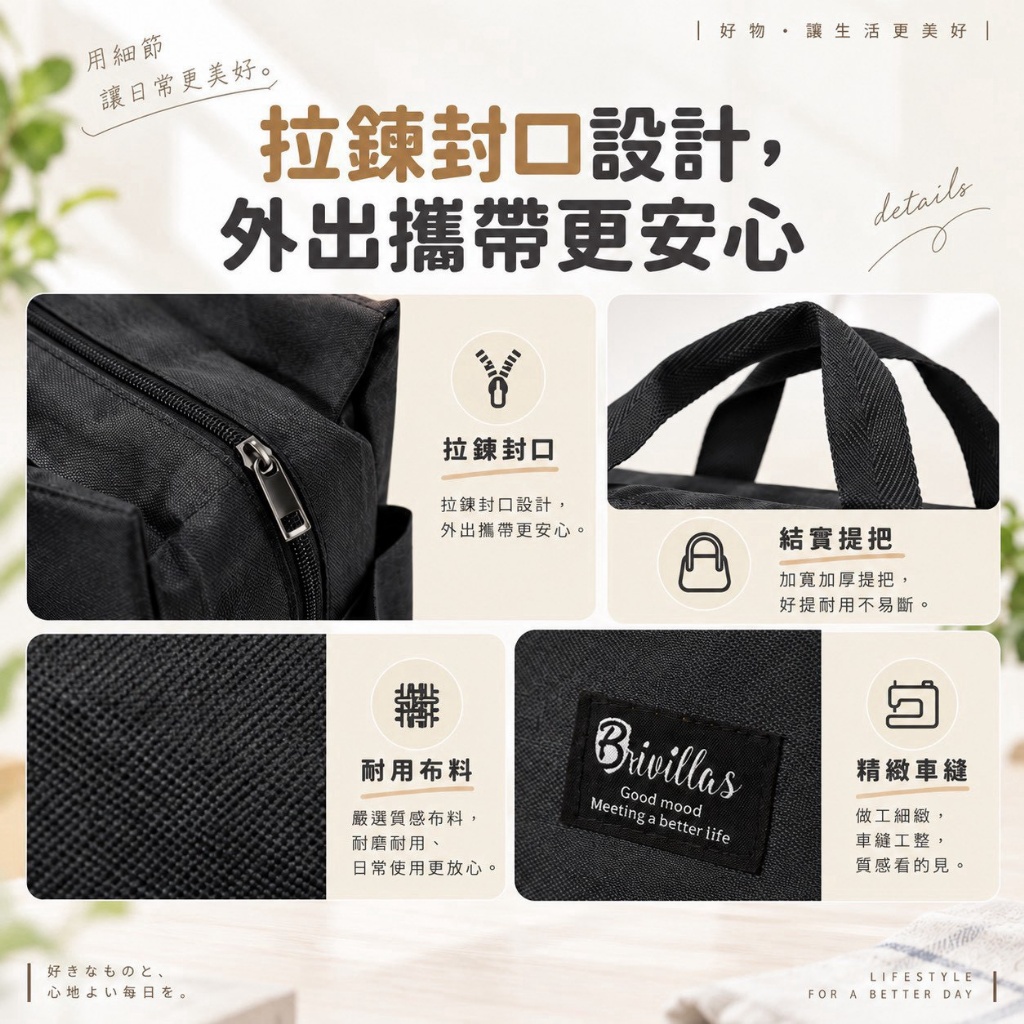 用細節
讓日常更美好。
| 好物・讓生活更美好 |
拉鍊封口設計，
外出攜帶更安心
details
拉鍊封口
拉鍊封口設計，
外出攜帶更安心。
結實提把
加寬加厚提把，
好提耐用不易斷。
耐用布料
嚴選質感布料，
耐磨耐用、
日常使用更放心。
Brivillas
Good mood
Meeting a better life
精緻車縫
做工細緻，
車縫工整，
質感看的見。
好きなものと、
心地よい毎日を。
LIFESTYLE
FOR A BETTER DAY